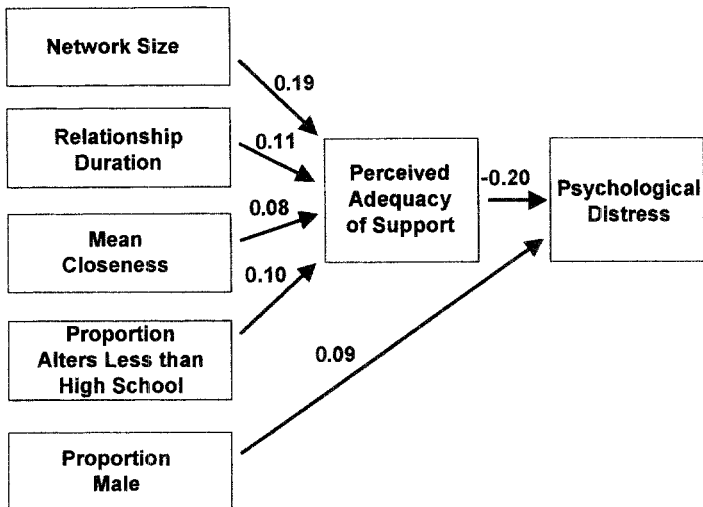 Network Size
0.19
Relationship
Duration
0.11
Perceived
Adequacy
of Support
-0.20
Psychological
Distress
Mean
Closeness
0.08
0.10
Proportion
Alters Less than
High School
0.09
Proportion
Male